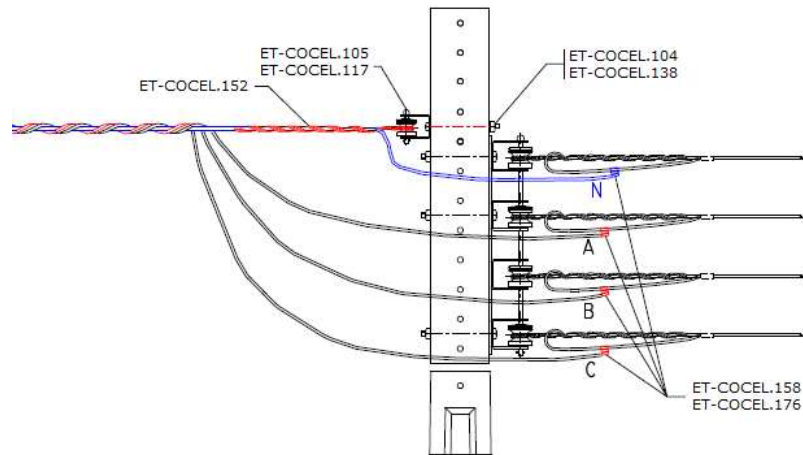 ET-COCEL.105
ET-COCEL.117
ET-COCEL.104
ET-COCEL.138
ET-COCEL.152
N
A
B
C
ET-COCEL.158
ET-COCEL.176